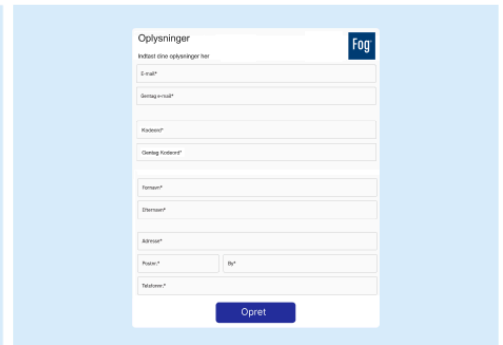 Oplysninger
Fog
Indtast dine oplysninger her
E-mail*
Gentag e-mail*
Kodeord*
Gentag Kodeord*
Fornavn*
Efternavn*
Adresse*
Postnr.*
By*
Telefonnr.*
Opret